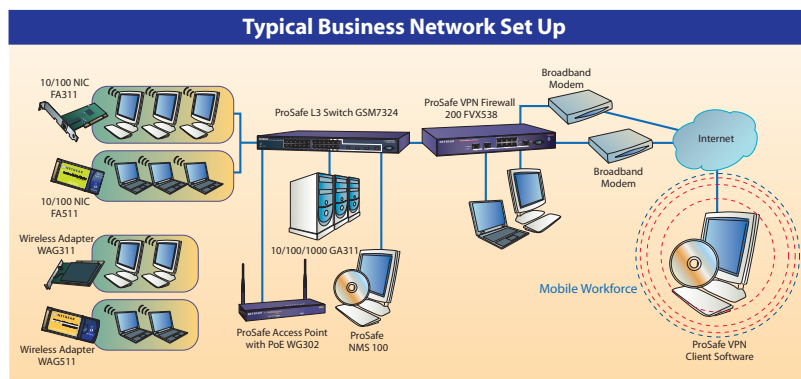 Typical Business Network Set Up
10/100 NIC
FA311
10/100 NIC
FA511
Wireless Adapter
WAG311
Wireless Adapter
WAG511
ProSafe L3 Switch GSM7324
10/100/1000 GA311
ProSafe Access Point
with PoE WG302
ProSafe
NMS 100
ProSafe VPN Firewall
200 FVX538
Broadband
Modem
Broadband
Modem
Internet
Mobile Workforce
ProSafe VPN
Client Software
NETGEAR
NETGEAR